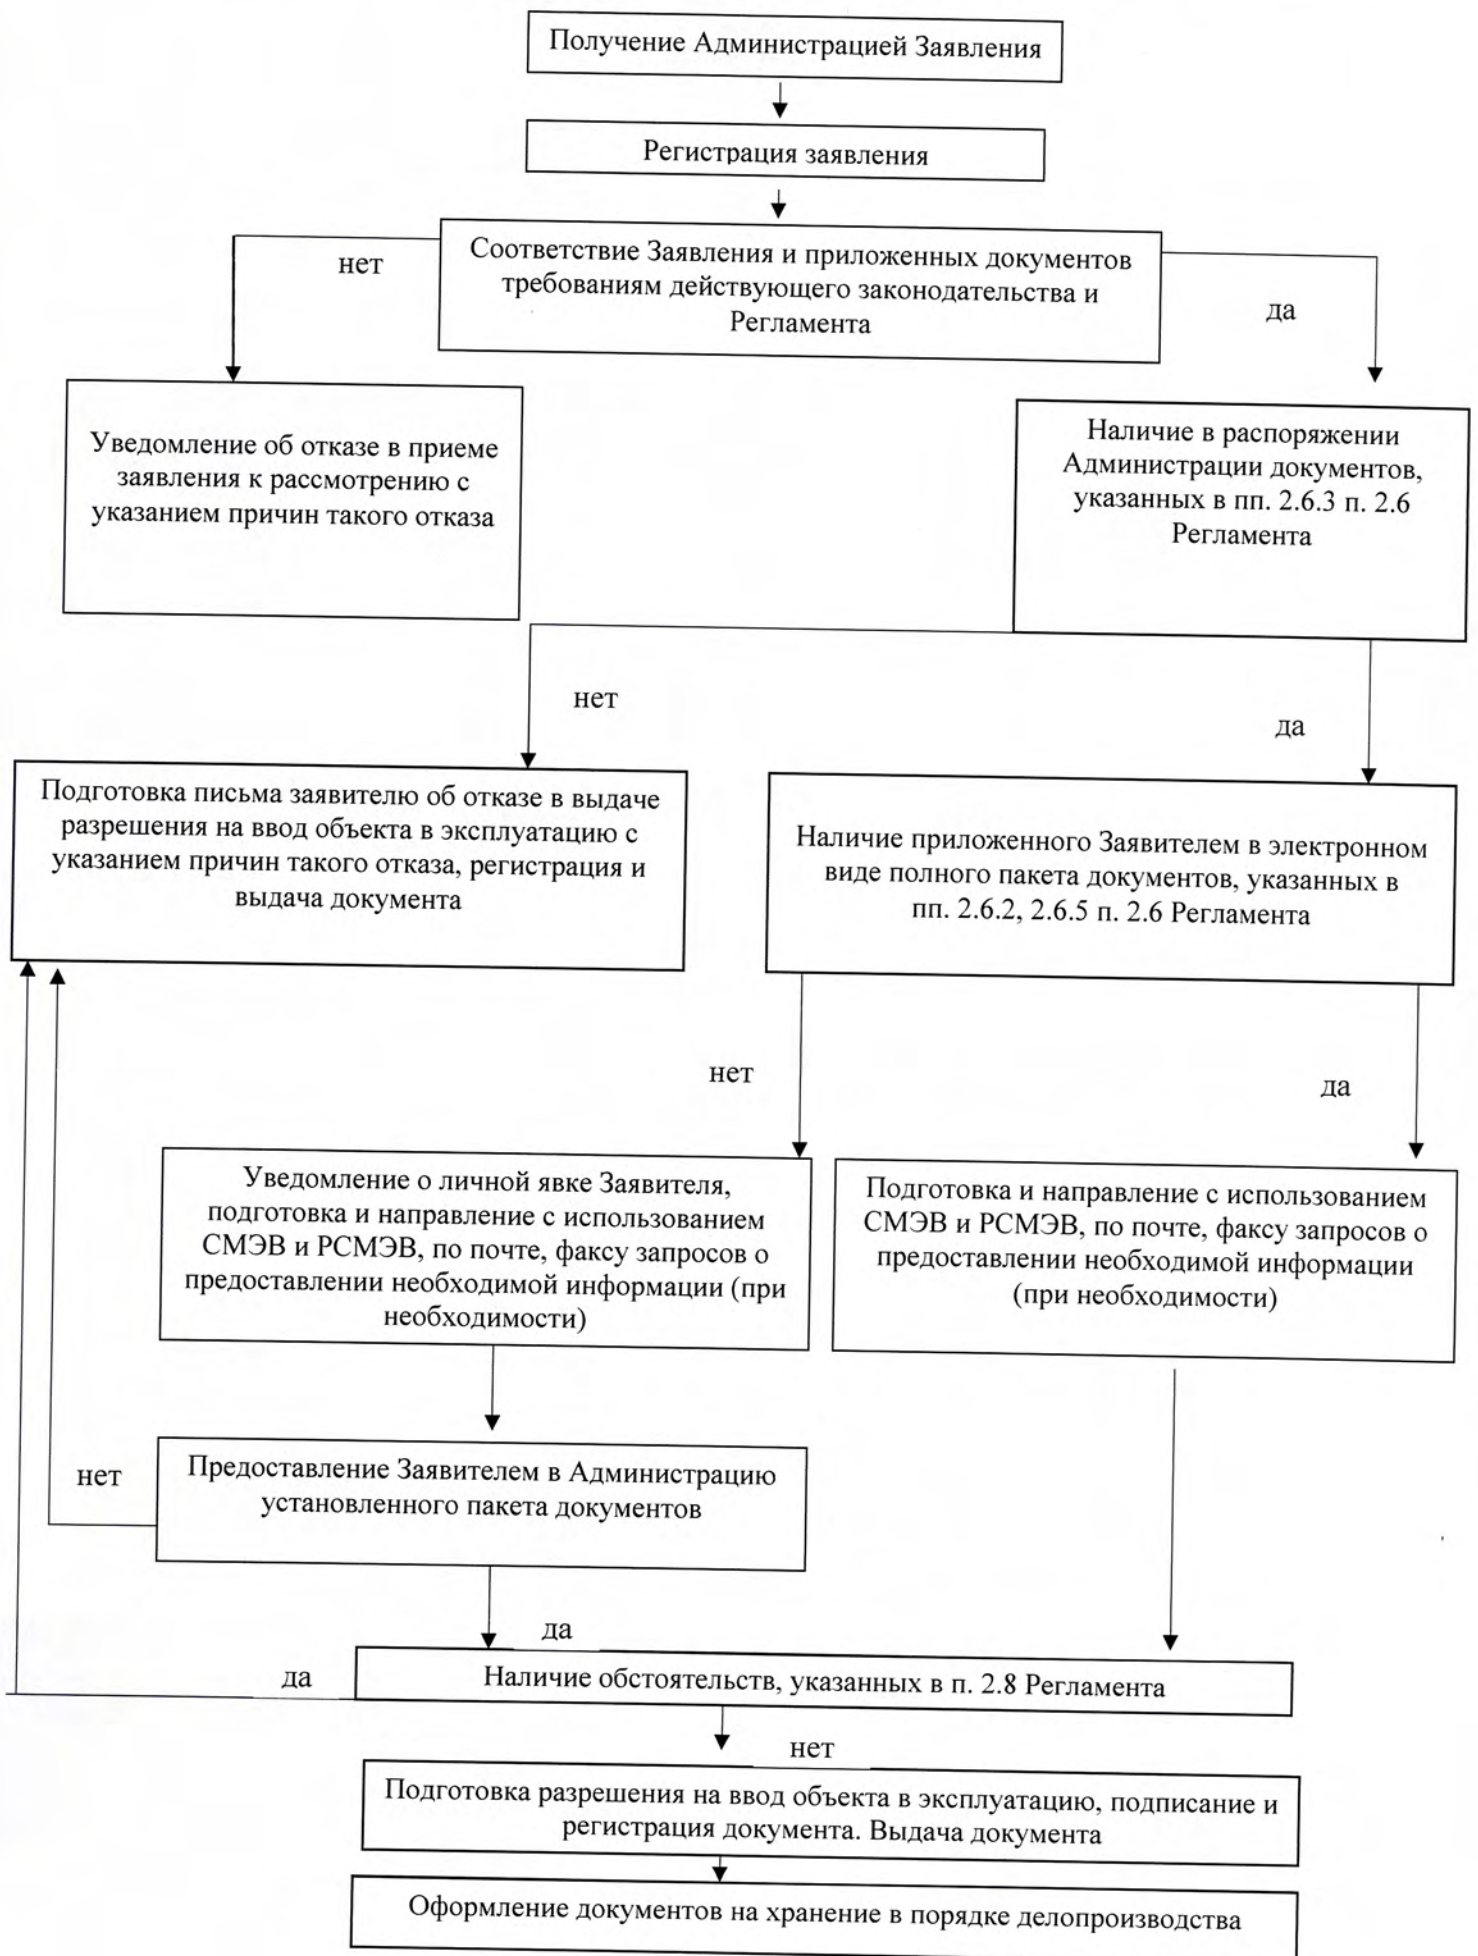 Получение Администрацией Заявления
Регистрация заявления
Соответствие Заявления и приложенных документов
требованиям действующего законодательства и
Регламента
нет
да
Уведомление об отказе в приеме
заявления к рассмотрению с
указанием причин такого отказа
Наличие в распоряжении
Администрации документов,
указанных в пп. 2.6.3 п. 2.6
Регламента
нет
да
Подготовка письма заявителю об отказе в выдаче
разрешения на ввод объекта в эксплуатацию с
указанием причин такого отказа, регистрация и
выдача документа
Наличие приложенного Заявителем в электронном
виде полного пакета документов, указанных в
пп. 2.6.2, 2.6.5 п. 2.6 Регламента
нет
да
Уведомление о личной явке Заявителя,
подготовка и направление с использованием
СМЭВ и РСМЭВ, по почте, факсу запросов о
предоставлении необходимой информации (при
необходимости)
Подготовка и направление с использованием
СМЭВ и РСМЭВ, по почте, факсу запросов о
предоставлении необходимой информации
(при необходимости)
нет
Предоставление Заявителем в Администрацию
установленного пакета документов
да
да
Наличие обстоятельств, указанных в п. 2.8 Регламента
нет
Подготовка разрешения на ввод объекта в эксплуатацию, подписание и
регистрация документа. Выдача документа
Оформление документов на хранение в порядке делопроизводства